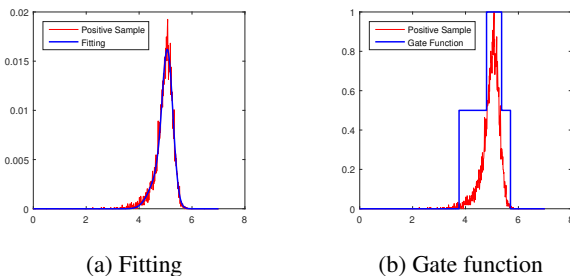 Positive Sample
Fitting
0.02
0.015
0.01
0.005
0
0 2 4 6 8
(a) Fitting
Positive Sample
Gate Function
1
0.8
0.6
0.4
0.2
0
0 2 4 6 8
(b) Gate function